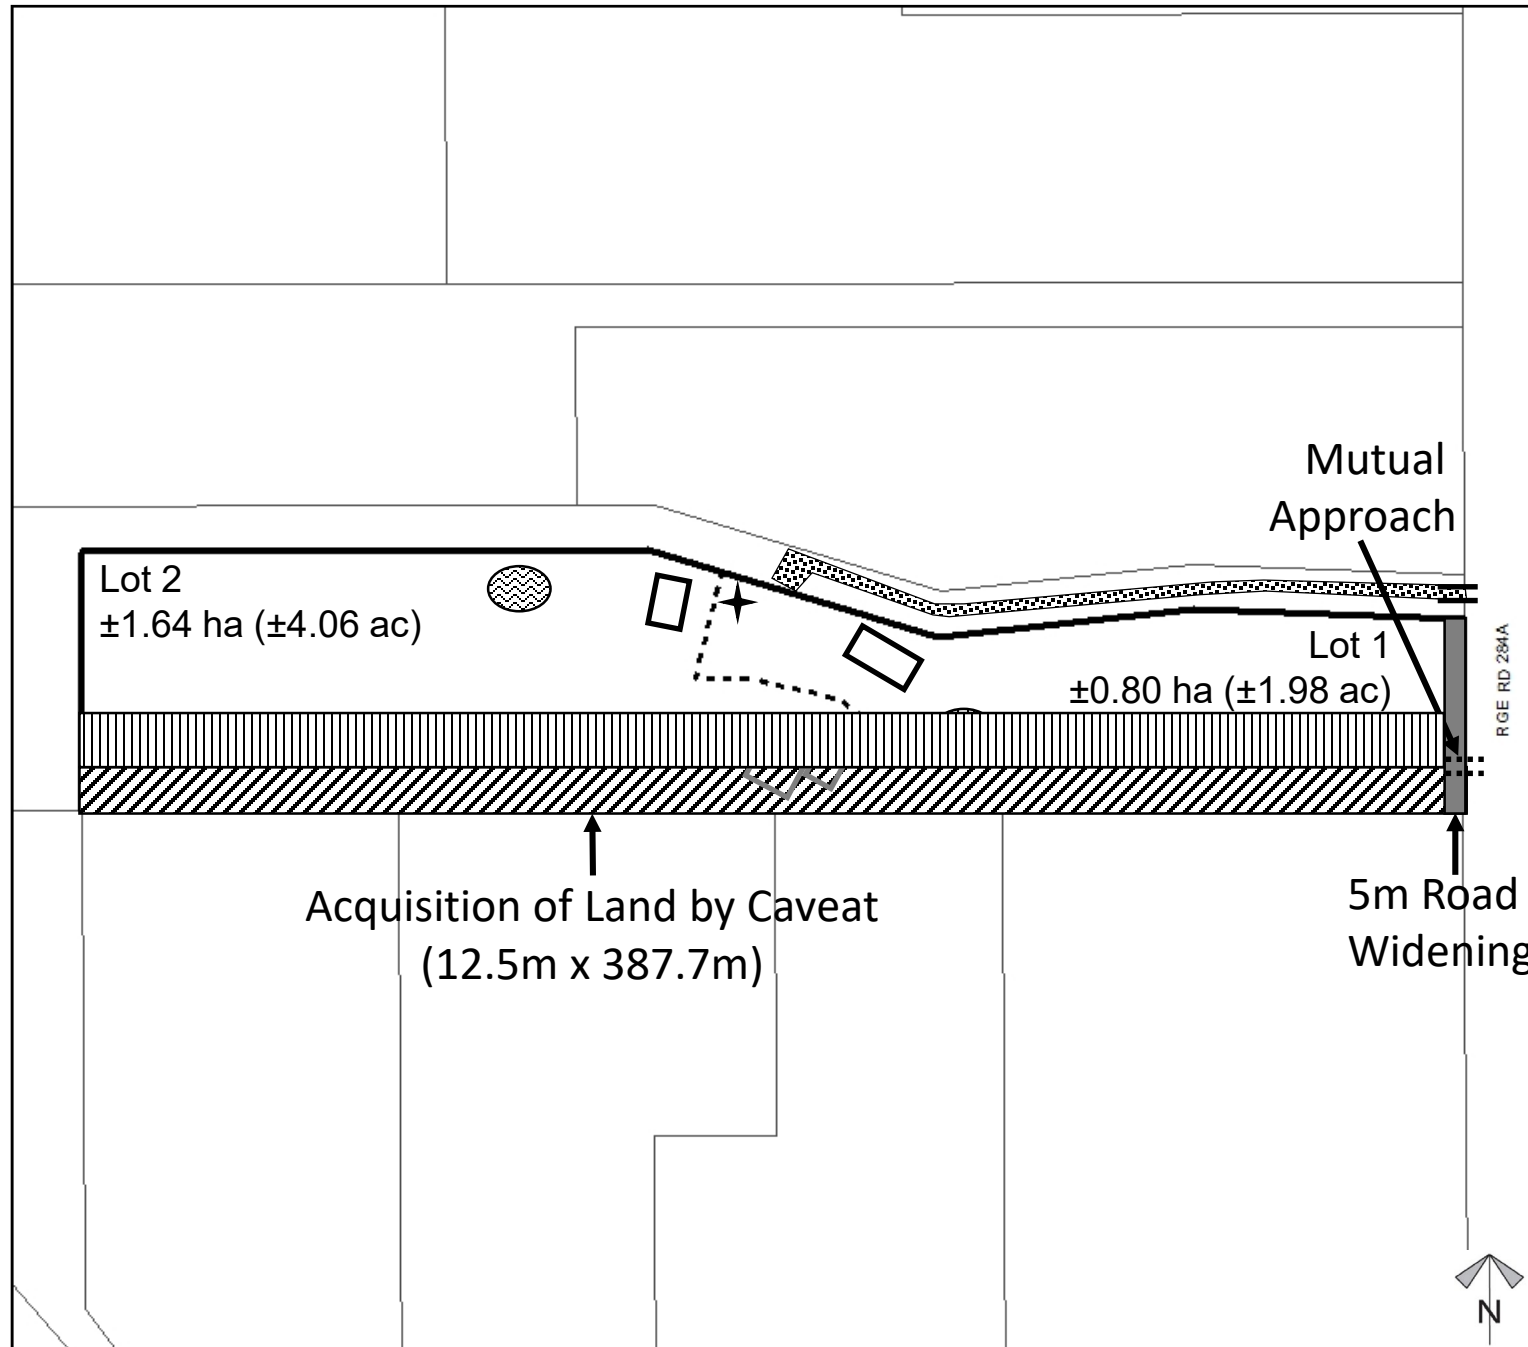 Mutual
Approach
Lot 2
±1.64 ha (±4.06 ac)
Lot 1
±0.80 ha (±1.98 ac)
RGE RD 284A
Acquisition of Land by Caveat
(12.5m x 387.7m)
5m Road
Widening
N